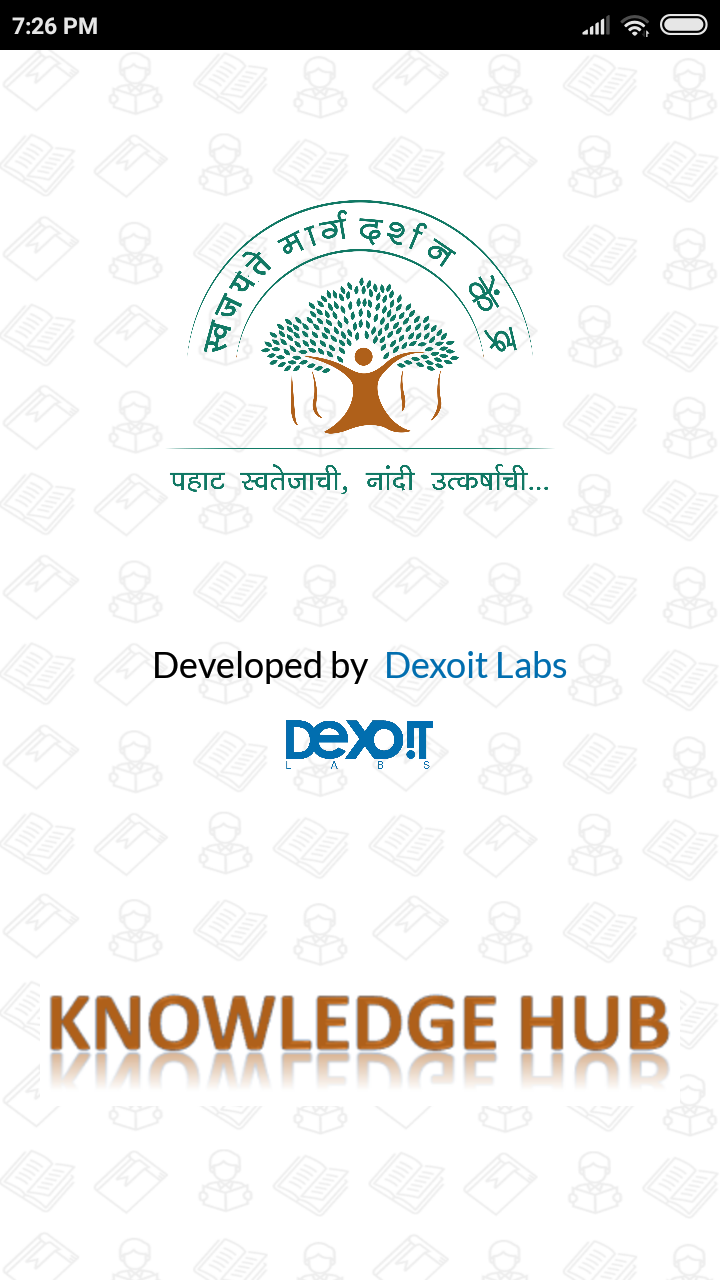 7:26 PM
स्वजयते मार्गदर्शन केंद्र
पहाट स्वतेजाची, नांदी उत्कर्षाची...
Developed by Dexoit Labs
DEXOIT
LABS
KNOWLEDGE HUB